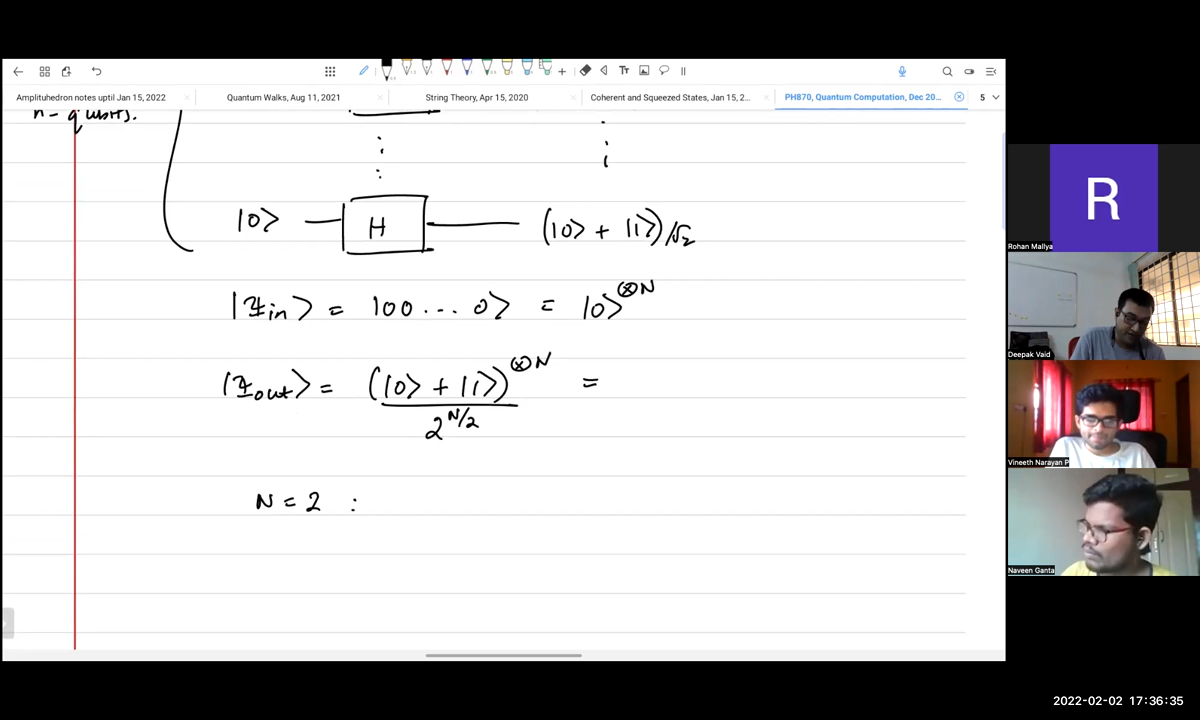 Amplituhedron notes uptil Jan 15, 2022
Quantum Walks, Aug 11, 2021
String Theory, Apr 15, 2020
Coherent and Squeezed States, Jan 15, 2...
PH870, Quantum Computation, Dec 20...
5
n-qubits.
|0⟩ H (|0⟩ + |1⟩)/√2
|Ψin⟩ = |00...0⟩ = |0⟩^⊗N
|Ψout⟩ = (|0⟩ + |1⟩)^⊗N / 2^N/2 =
N = 2 :
R
Rohan Mallya
Deepak Vaid
Vineeth Narayan P
Naveen Ganta
2022-02-02 17:36:35